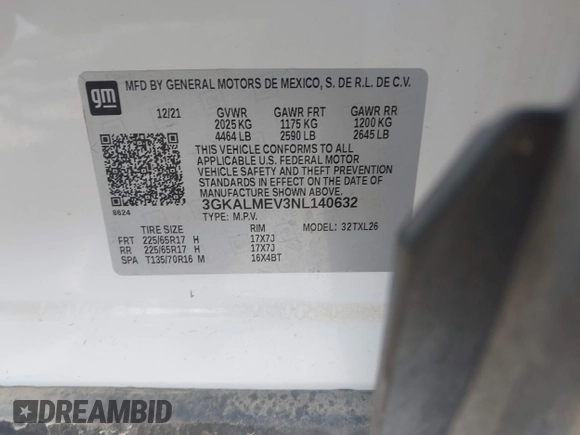 gm
MFD BY GENERAL MOTORS DE MEXICO, S. DE R.L. DE C.V.
12/21 GVWR GAWR FRT GAWR RR
2025 KG 1175 KG 1200 KG
4464 LB 2590 LB 2645 LB
THIS VEHICLE CONFORMS TO ALL
APPLICABLE U.S. FEDERAL MOTOR
VEHICLE SAFETY AND THEFT PREVENTION
STANDARDS IN EFFECT ON THE DATE OF
MANUFACTURE SHOWN ABOVE.
8624
3GKALMEV3NL140632
TYPE: M.P.V.
TIRE SIZE RIM MODEL: 32TXL26
FRT 225/65R17 H 17X7J
RR 225/65R17 H 17X7J
SPA T135/70R16 M 16X4BT
DREAMBID